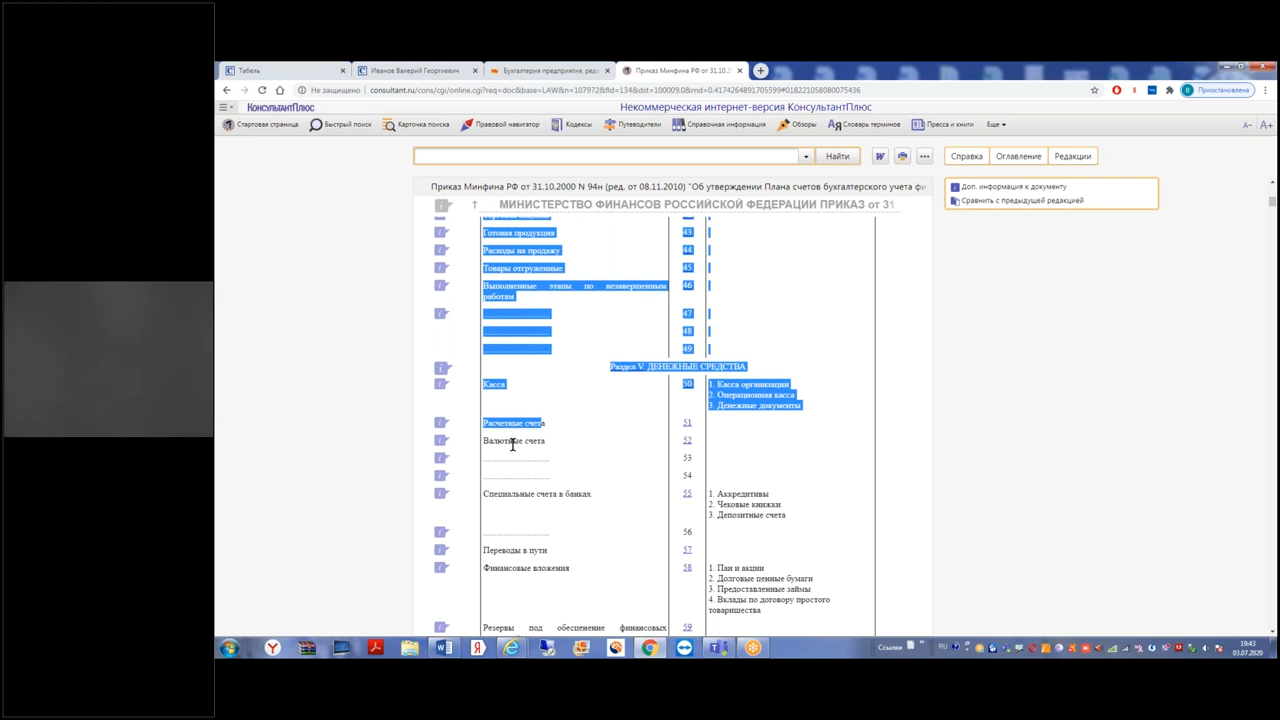 Табель
Иванов Валерий Георгиевич
Бухгалтерия предприятия, реда
Приказ Минфина РФ от 31.10.2
Не защищено
consultant.ru/cons/cgi/online.cgi?req=doc&base=LAW&n=107972&fld=134&dst=100009,0&rnd=0.4174264891705322#018221058080075436
Приостановлена
КонсультантПлюс
Некоммерческая интернет-версия КонсультантПлюс
Стартовая страница
Быстрый поиск
Карточка поиска
Правовой навигатор
Кодексы
Путеводители
Справочная информация
Обзоры
Словарь терминов
Пресса и книги
Еще
А- А+
Найти
Справка
Оглавление
Редакции
Приказ Минфина РФ от 31.10.2000 N 94н (ред. от 08.11.2010) "Об утверждении Плана счетов бухгалтерского учета фи
Доп. информация к документу
Сравнить с предыдущей редакцией
МИНИСТЕРСТВО ФИНАНСОВ РОССИЙСКОЙ ФЕДЕРАЦИИ ПРИКАЗ от 31
Готовая продукция 43
Расходы на продажу 44
Товары отгруженные 45
Выполненные этапы по незавершенным 46
работам
47
48
49
Раздел V. ДЕНЕЖНЫЕ СРЕДСТВА
Касса 50 1. Касса организации
2. Операционная касса
3. Денежные документы
Расчетные счета 51
Валютные счета 52
53
54
Специальные счета в банках 55 1. Аккредитивы
2. Чековые книжки
3. Депозитные счета
56
Переводы в пути 57
Финансовые вложения 58 1. Паи и акции
2. Долговые ценные бумаги
3. Предоставленные займы
4. Вклады по договору простого
товарищества
Резервы под обесценение финансовых 59
Ссылки
RU
19:43
03.07.2020